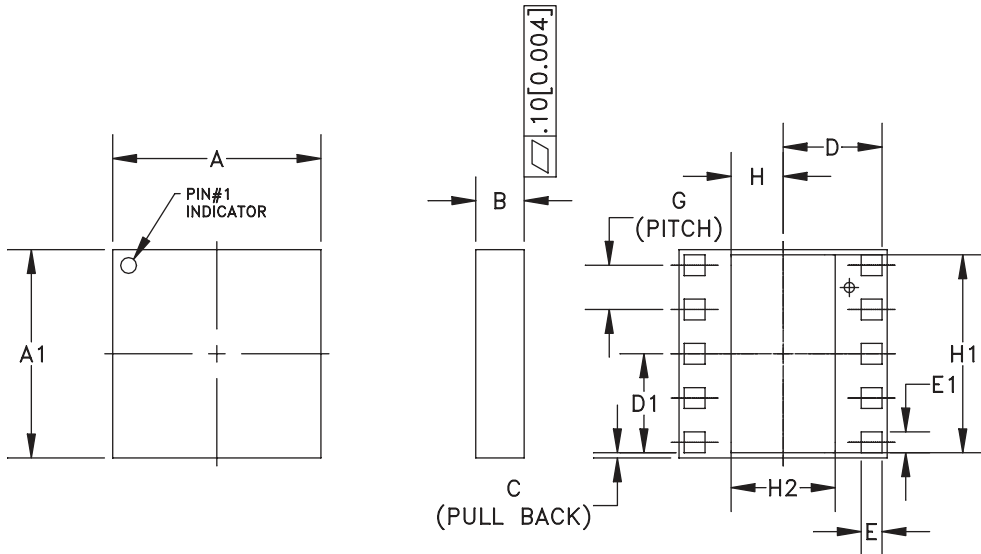 .10[0.004]
A
D
H
PIN#1
INDICATOR
B
G
(PITCH)
A1
H1
E1
D1
H2
C
(PULL BACK)
E